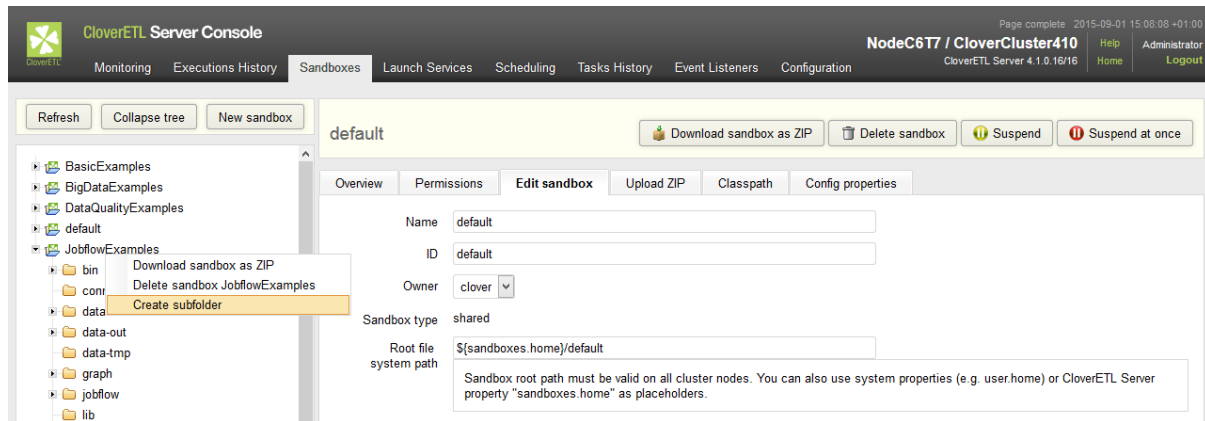 Page complete 2015-09-01 15:08:08 +01:00
CloverETL Server Console
NodeC6T7 / CloverCluster410 Help Administrator
CloverETL Server 4.1.0.16/16 Home Logout
CloverETL
Monitoring Executions History Sandboxes Launch Services Scheduling Tasks History Event Listeners Configuration
Refresh Collapse tree New sandbox
default Download sandbox as ZIP Delete sandbox Suspend Suspend at once
BasicExamples
BigDataExamples
DataQualityExamples
default
JobflowExamples
bin
data
data-out
data-tmp
graph
jobflow
lib
Download sandbox as ZIP
Delete sandbox JobflowExamples
Create subfolder
Overview Permissions Edit sandbox Upload ZIP Classpath Config properties
Name default
ID default
Owner clover
Sandbox type shared
Root file ${sandboxes.home}/default
system path
Sandbox root path must be valid on all cluster nodes. You can also use system properties (e.g. user.home) or CloverETL Server
property "sandboxes.home" as placeholders.